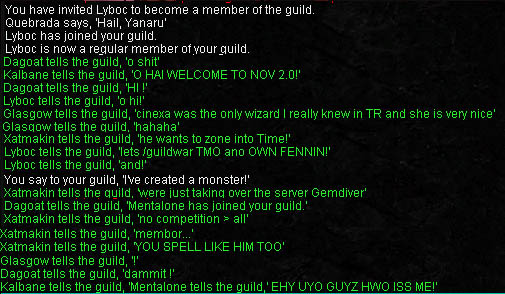 You have invited Lyboc to become a member of the guild.
Quebrada says, 'Hail, Yanaru'
Lyboc has joined your guild.
Lyboc is now a regular member of your guild.
Dagoat tells the guild, 'o shit'
Kalbane tells the guild, 'O HAI WELCOME TO NOV 2.0!'
Dagoat tells the guild, 'HI !'
Lyboc tells the guild, 'o hi!'
Glasgow tells the guild, 'cinexa was the only wizard I really knew in TR and she is very nice'
Glasgow tells the guild, 'hahaha'
Xatmakin tells the guild, 'he wants to zone into Time!'
Lyboc tells the guild, 'lets /guildwar TMO ano OWN FENNIN!'
Lyboc tells the guild, 'and!'
You say to your guild, 'I've created a monster!'
Xatmakin tells the guild, 'were just taking over the server Gemdiver'
Dagoat tells the guild, 'Mentalone has joined your guild.'
Xatmakin tells the guild, 'no competition > all'
Xatmakin tells the guild, 'membor...'
Xatmakin tells the guild, 'YOU SPELL LIKE HIM TOO'
Glasgow tells the guild, '!'
Dagoat tells the guild, 'dammit !'
Kalbane tells the guild, 'Mentalone tells the guild,' EHY UYO GUYZ HWO ISS ME!'